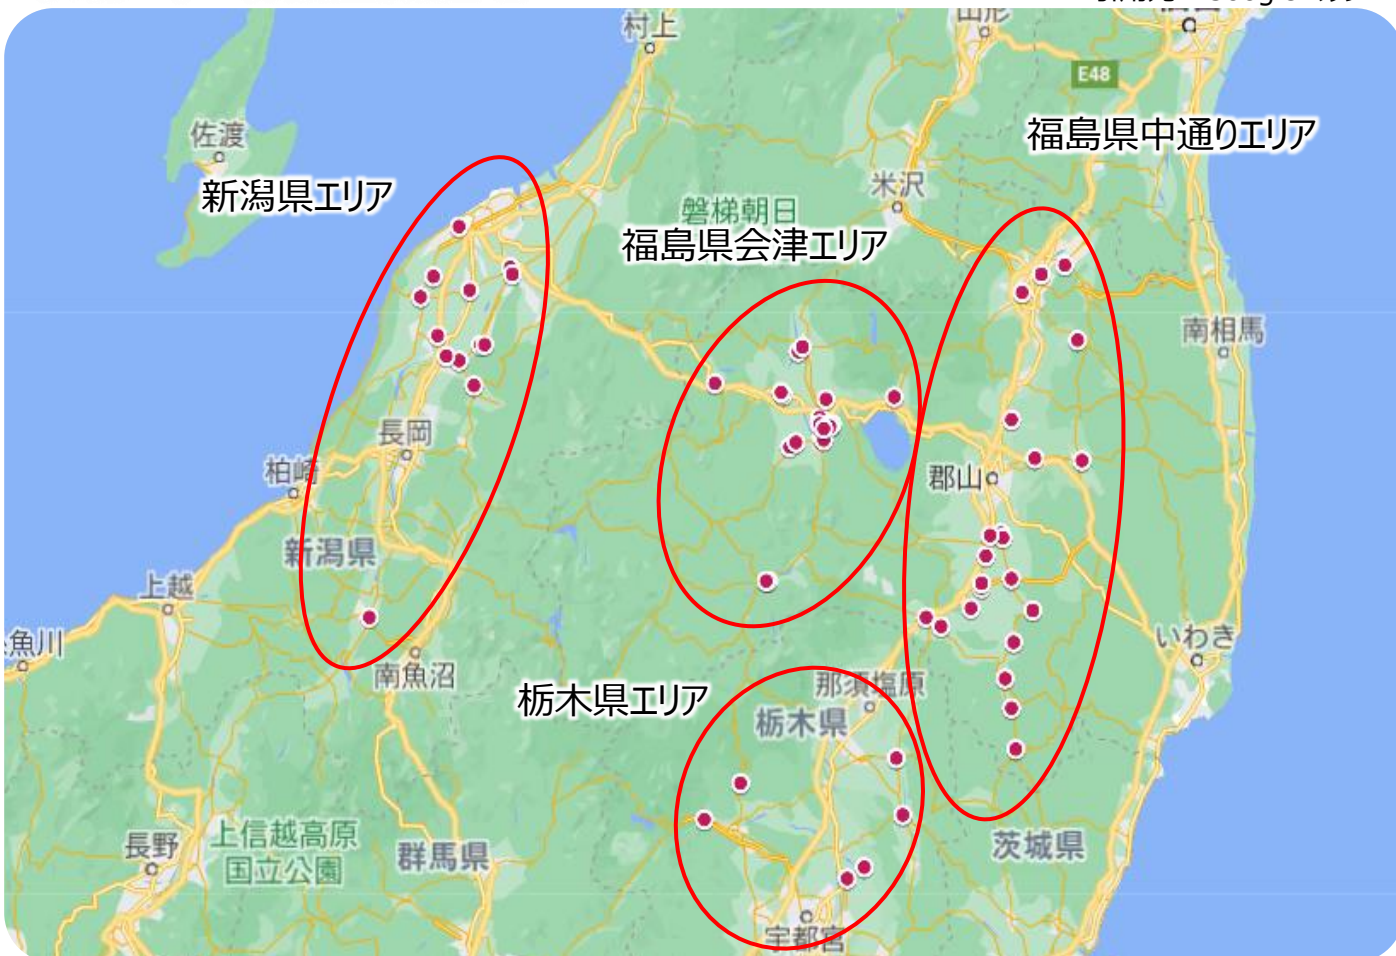 村上
山形
E48
福島県中通りエリア
佐渡
新潟県エリア
米沢
磐梯朝日
福島県会津エリア
南相馬
長岡
柏崎
郡山
新潟県
上越
魚川
いわき
南魚沼
栃木県エリア
那須塩原
栃木県
長野
上信越高原
国立公園
群馬県
茨城県
宇都宮